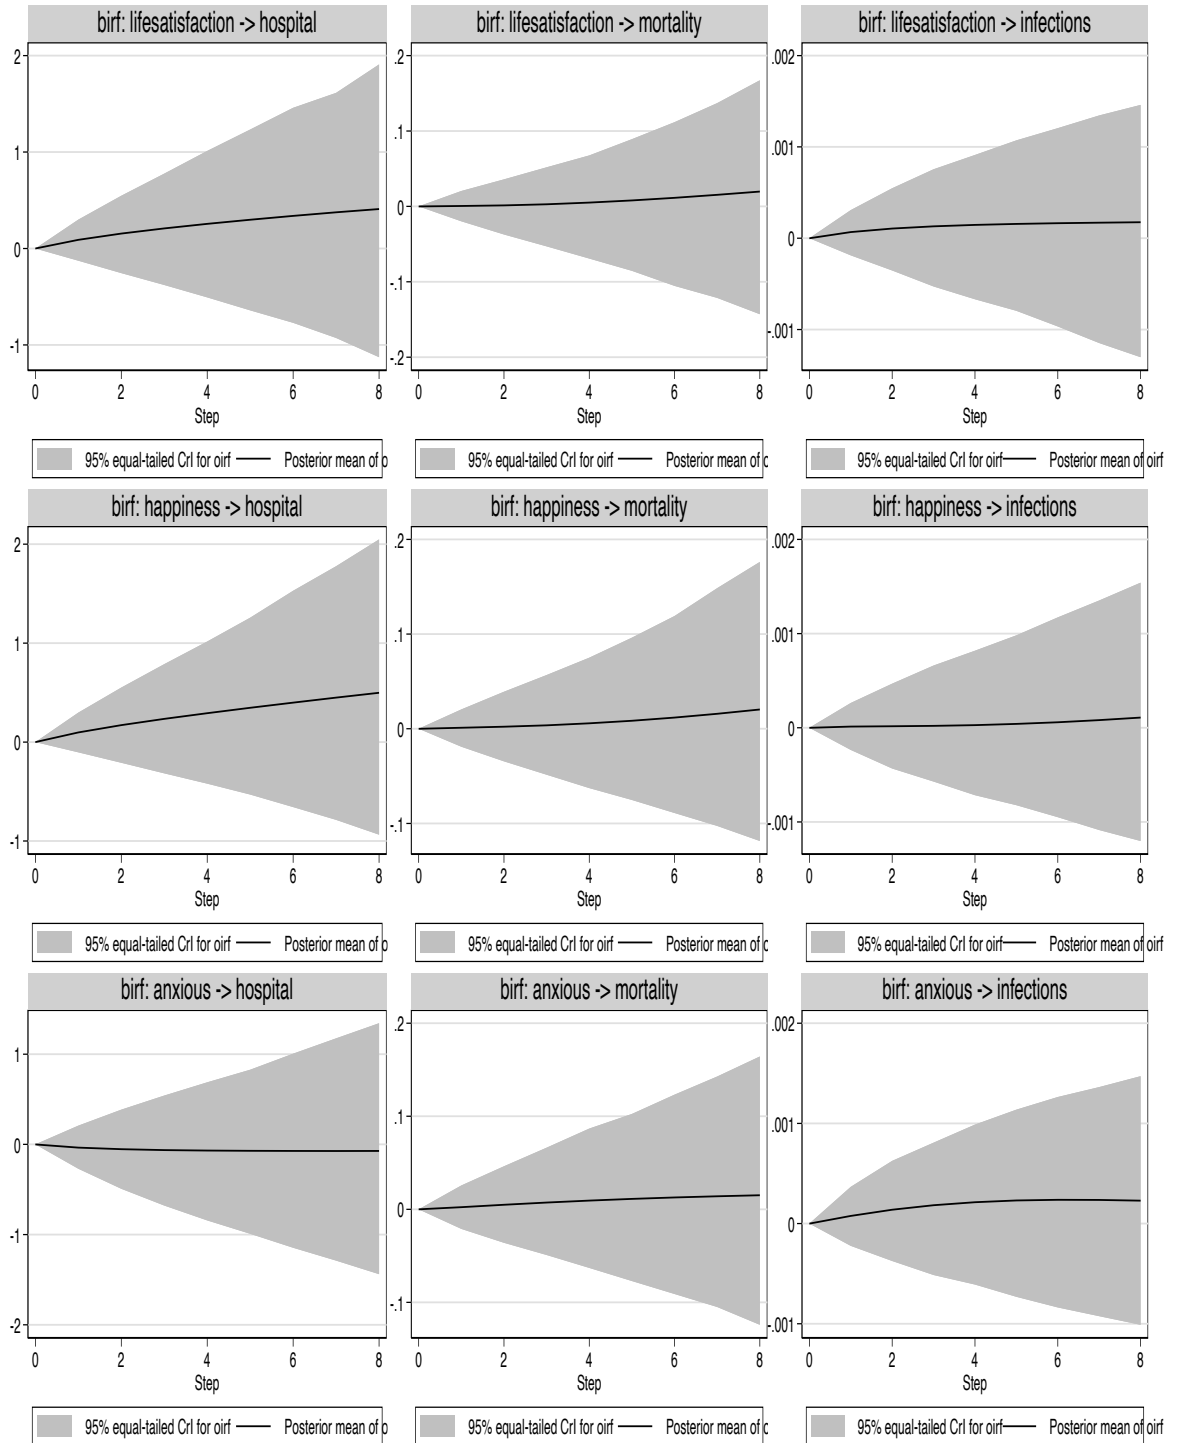 birf: lifesatisfaction -> hospital
2
1
0
-1
0 2 4 6 8
Step
95% equal-tailed CrI for oirf Posterior mean of o
birf: lifesatisfaction -> mortality
.2
.1
0
-.1
-.2
0 2 4 6 8
Step
95% equal-tailed CrI for oirf Posterior mean of o
birf: lifesatisfaction -> infections
.002
.001
0
-.001
0 2 4 6 8
Step
95% equal-tailed CrI for oirf Posterior mean of oirf
birf: happiness -> hospital
2
1
0
-1
0 2 4 6 8
Step
95% equal-tailed CrI for oirf Posterior mean of o
birf: happiness -> mortality
.2
.1
0
-.1
0 2 4 6 8
Step
95% equal-tailed CrI for oirf Posterior mean of o
birf: happiness -> infections
.002
.001
0
-.001
0 2 4 6 8
Step
95% equal-tailed CrI for oirf Posterior mean of oirf
birf: anxious -> hospital
1
0
-1
-2
0 2 4 6 8
Step
95% equal-tailed CrI for oirf Posterior mean of o
birf: anxious -> mortality
.2
.1
0
-.1
0 2 4 6 8
Step
95% equal-tailed CrI for oirf Posterior mean of o
birf: anxious -> infections
.002
.001
0
-.001
0 2 4 6 8
Step
95% equal-tailed CrI for oirf Posterior mean of oirf